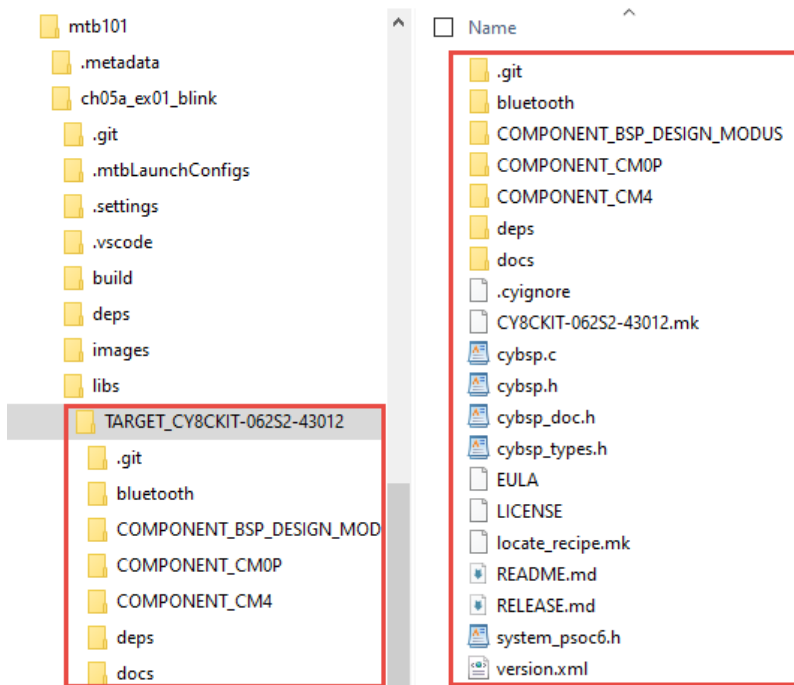 mtb101
.metadata
ch05a_ex01_blink
.git
.mtbLaunchConfigs
.settings
.vscode
build
deps
images
libs
TARGET_CY8CKIT-062S2-43012
.git
bluetooth
COMPONENT_BSP_DESIGN_MOD
COMPONENT_CM0P
COMPONENT_CM4
deps
docs
Name
.git
bluetooth
COMPONENT_BSP_DESIGN_MODUS
COMPONENT_CM0P
COMPONENT_CM4
deps
docs
.cyignore
CY8CKIT-062S2-43012.mk
cybsp.c
cybsp.h
cybsp_doc.h
cybsp_types.h
EULA
LICENSE
locate_recipe.mk
README.md
RELEASE.md
system_psoc6.h
version.xml